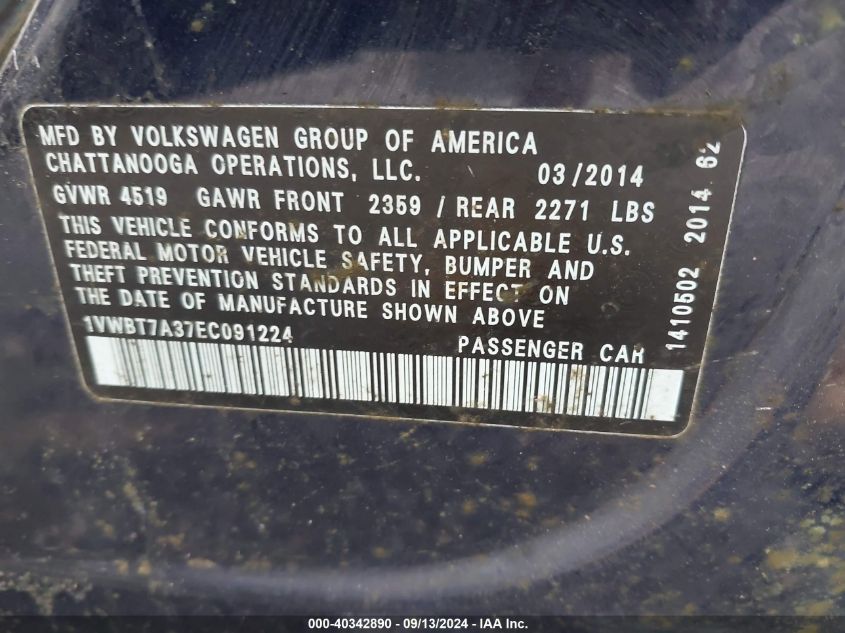 MFD BY VOLKSWAGEN GROUP OF AMERICA
CHATTANOOGA OPERATIONS, LLC. 03/2014
GVWR 4519 GAWR FRONT 2359 / REAR 2271 LBS
THIS VEHICLE CONFORMS TO ALL APPLICABLE U.S.
FEDERAL MOTOR VEHICLE SAFETY, BUMPER AND
THEFT PREVENTION STANDARDS IN EFFECT ON
THE DATE OF MANUFACTURE SHOWN ABOVE
1VWBT7A37EC091224 PASSENGER CAR
1410502 2014 62
000-40342890 - 09/13/2024 - IAA Inc.